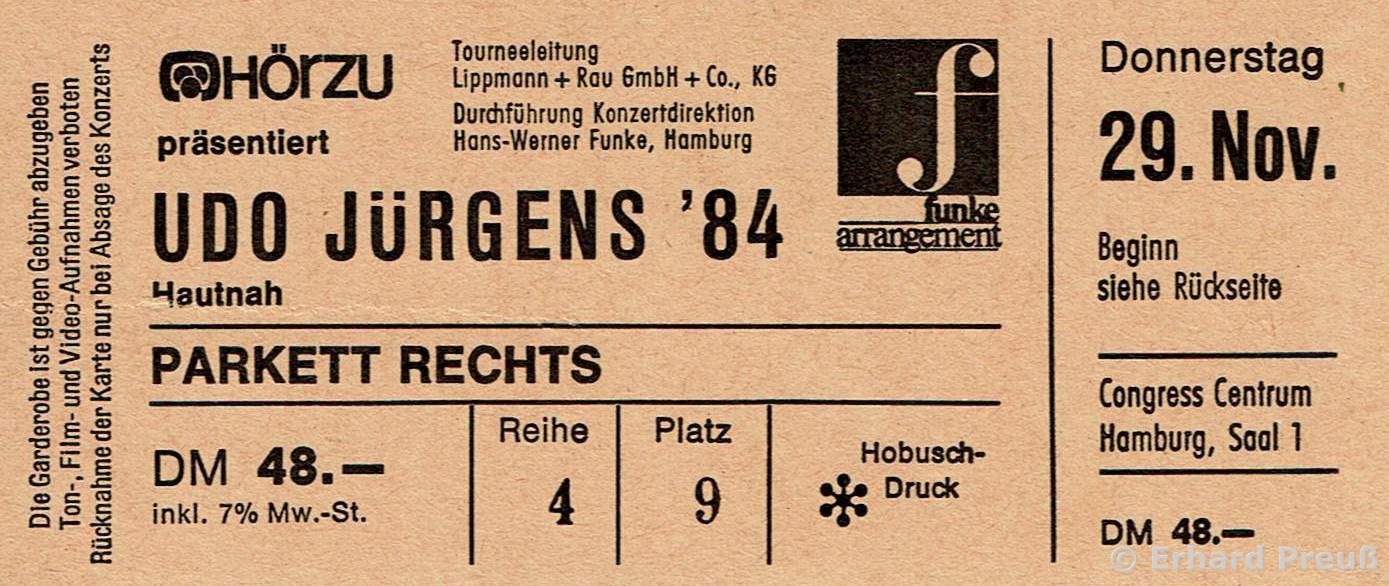 Die Garderobe ist gegen Gebühr abzugeben
Ton-, Film- und Video-Aufnahmen verboten
Rücknahme der Karte nur bei Absage des Konzerts
HÖRZU
präsentiert
Tourneeleitung
Lippmann + Rau GmbH + Co., KG
Durchführung Konzertdirektion
Hans-Werner Funke, Hamburg
f
funke
arrangement
UDO JÜRGENS '84
Hautnah
PARKETT RECHTS
DM 48.—
inkl. 7% Mw.-St.
Reihe
4
Platz
9
Hobusch-
Druck
Donnerstag
29. Nov.
Beginn
siehe Rückseite
Congress Centrum
Hamburg, Saal 1
DM 48.—
© Erhard Preuß